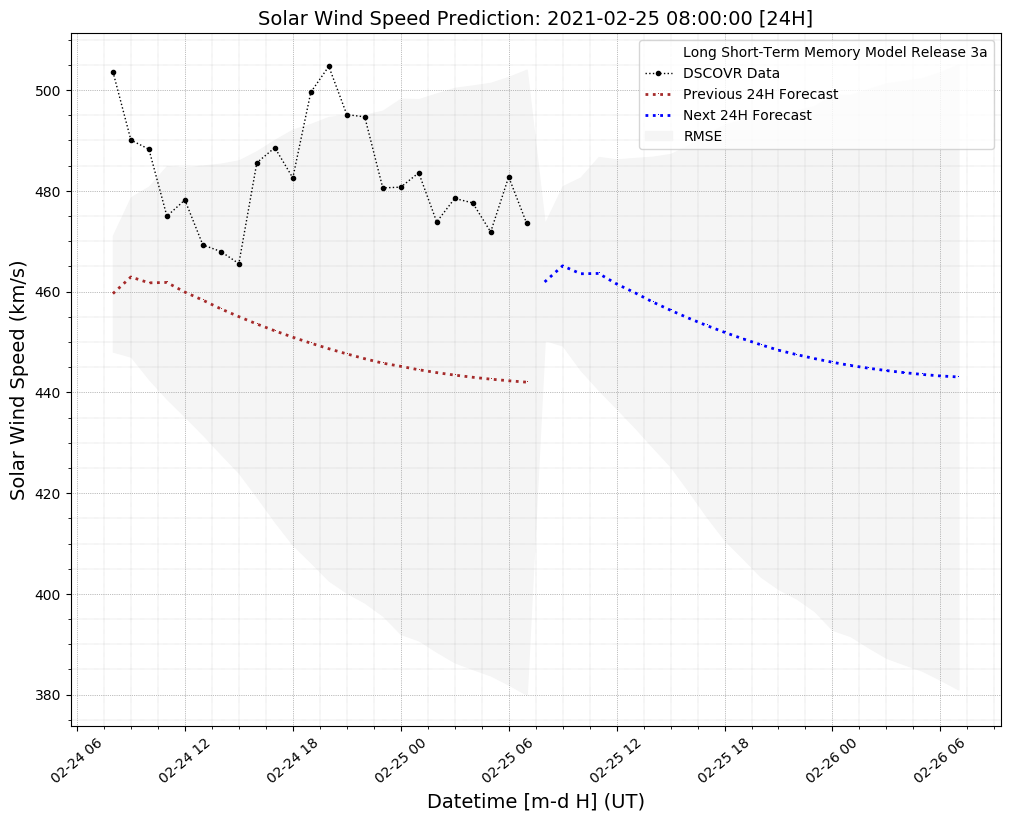 Solar Wind Speed Prediction: 2021-02-25 08:00:00 [24H]
Long Short-Term Memory Model Release 3a
DSCOVR Data
Previous 24H Forecast
Next 24H Forecast
RMSE
Solar Wind Speed (km/s)
500
480
460
440
420
400
380
02-24 06
02-24 12
02-24 18
02-25 00
02-25 06
02-25 12
02-25 18
02-26 00
02-26 06
Datetime [m-d H] (UT)